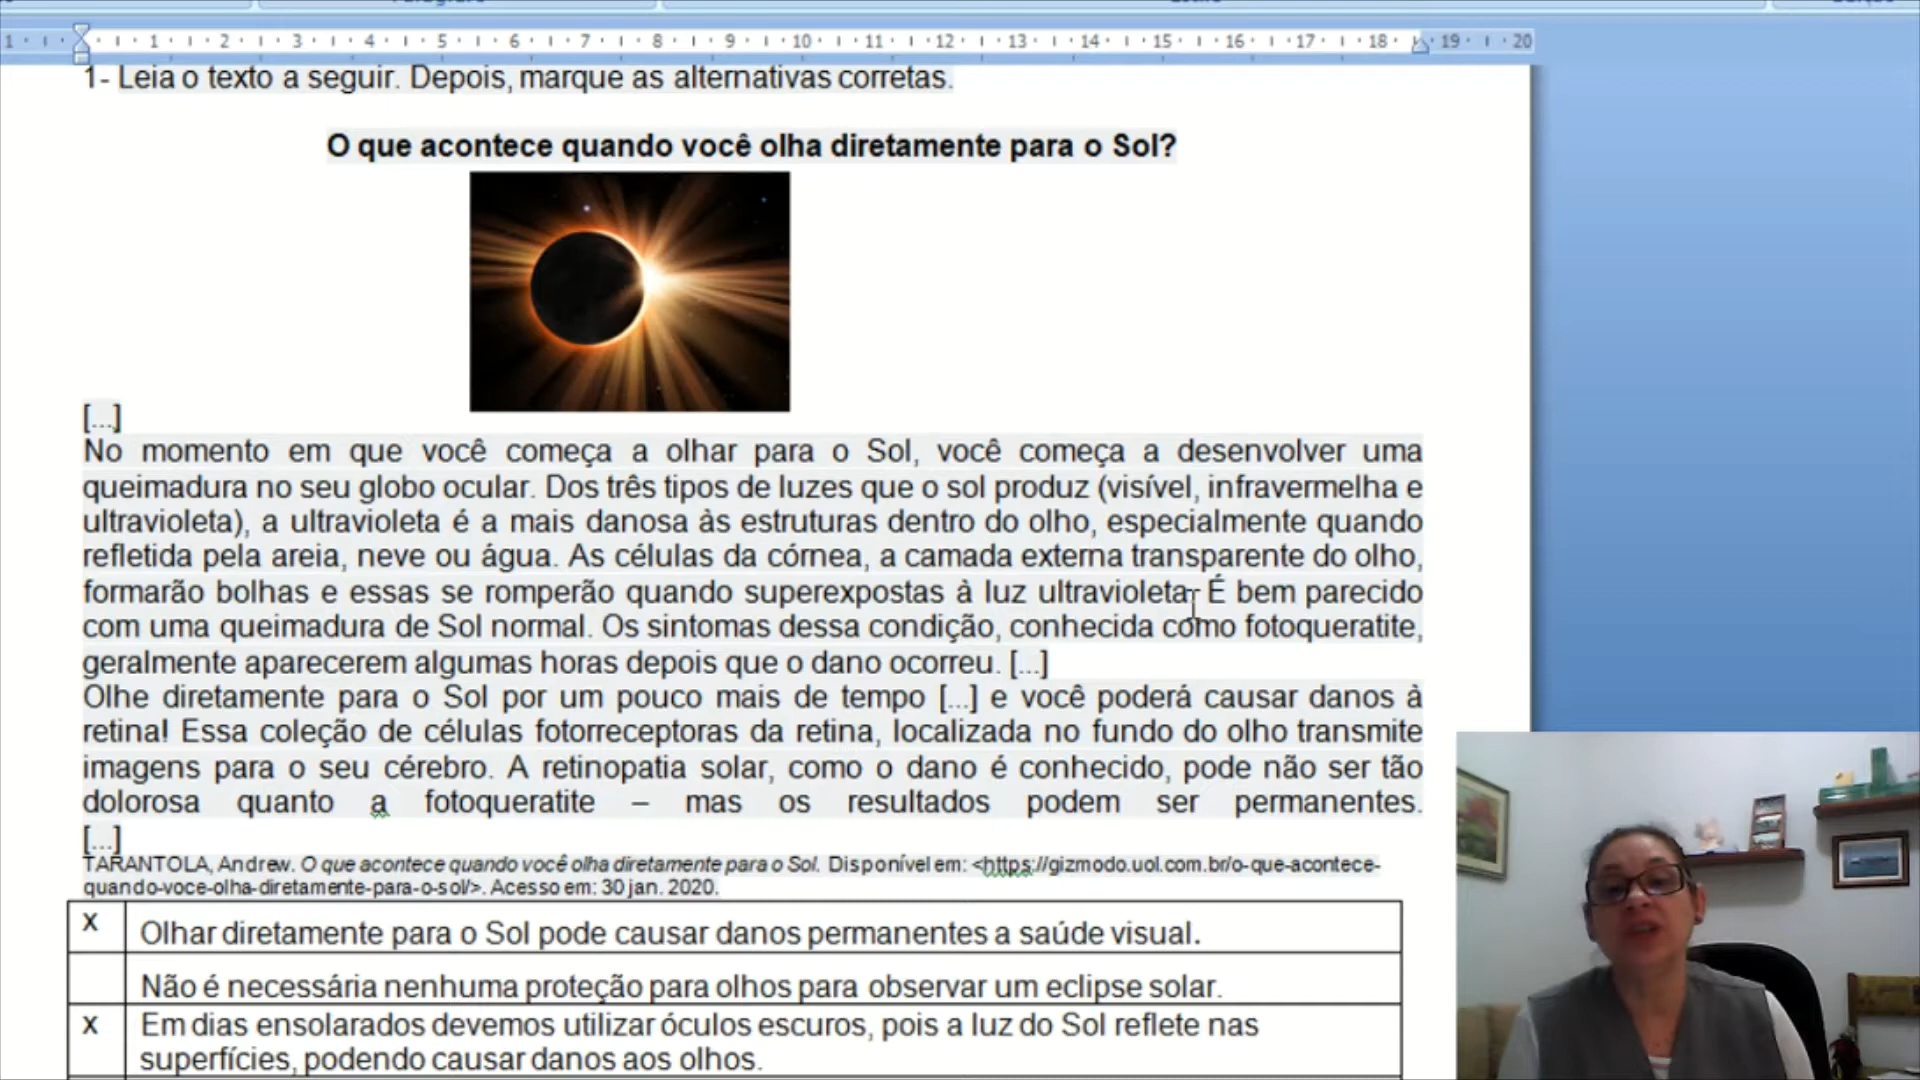 1 1 2 3 4 5 6 7 8 9 10 11 12 13 14 15 16 17 18 19 20
1- Leia o texto a seguir. Depois, marque as alternativas corretas.
O que acontece quando você olha diretamente para o Sol?
[...]
No momento em que você começa a olhar para o Sol, você começa a desenvolver uma
queimadura no seu globo ocular. Dos três tipos de luzes que o sol produz (visível, infravermelha e
ultravioleta), a ultravioleta é a mais danosa às estruturas dentro do olho, especialmente quando
refletida pela areia, neve ou água. As células da córnea, a camada externa transparente do olho,
formarão bolhas e essas se romperão quando superexpostas à luz ultravioleta. É bem parecido
com uma queimadura de Sol normal. Os sintomas dessa condição, conhecida como fotoqueratite,
geralmente aparecerem algumas horas depois que o dano ocorreu. [...]
Olhe diretamente para o Sol por um pouco mais de tempo [...] e você poderá causar danos à
retina! Essa coleção de células fotorreceptoras da retina, localizada no fundo do olho transmite
imagens para o seu cérebro. A retinopatia solar, como o dano é conhecido, pode não ser tão
dolorosa quanto a fotoqueratite – mas os resultados podem ser permanentes.
[...]
TARANTOLA, Andrew. O que acontece quando você olha diretamente para o Sol. Disponível em: <https://gizmodo.uol.com.br/o-que-acontece-
quando-voce-olha-diretamente-para-o-sol/>. Acesso em: 30 jan. 2020.
x Olhar diretamente para o Sol pode causar danos permanentes a saúde visual.
Não é necessária nenhuma proteção para olhos para observar um eclipse solar.
x Em dias ensolarados devemos utilizar óculos escuros, pois a luz do Sol reflete nas
superfícies, podendo causar danos aos olhos.